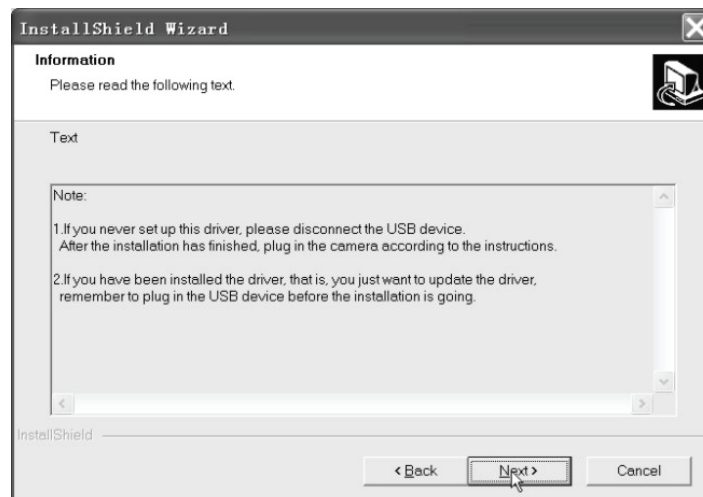 InstallShield Wizard
Information
Please read the following text.
Text
Note:
1.If you never set up this driver, please disconnect the USB device.
After the installation has finished, plug in the camera according to the instructions.
2.If you have been installed the driver, that is, you just want to update the driver,
remember to plug in the USB device before the installation is going.
InstallShield
< Back
Next >
Cancel